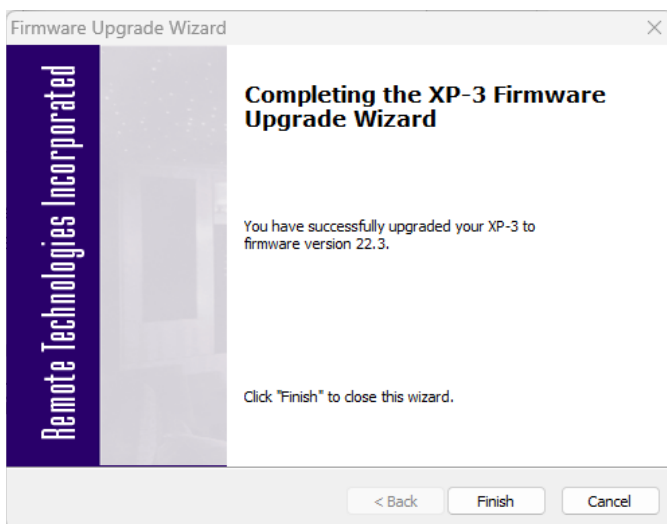 Firmware Upgrade Wizard
Remote Technologies Incorporated
Completing the XP-3 Firmware
Upgrade Wizard
You have successfully upgraded your XP-3 to
firmware version 22.3.
Click "Finish" to close this wizard.
< Back
Finish
Cancel